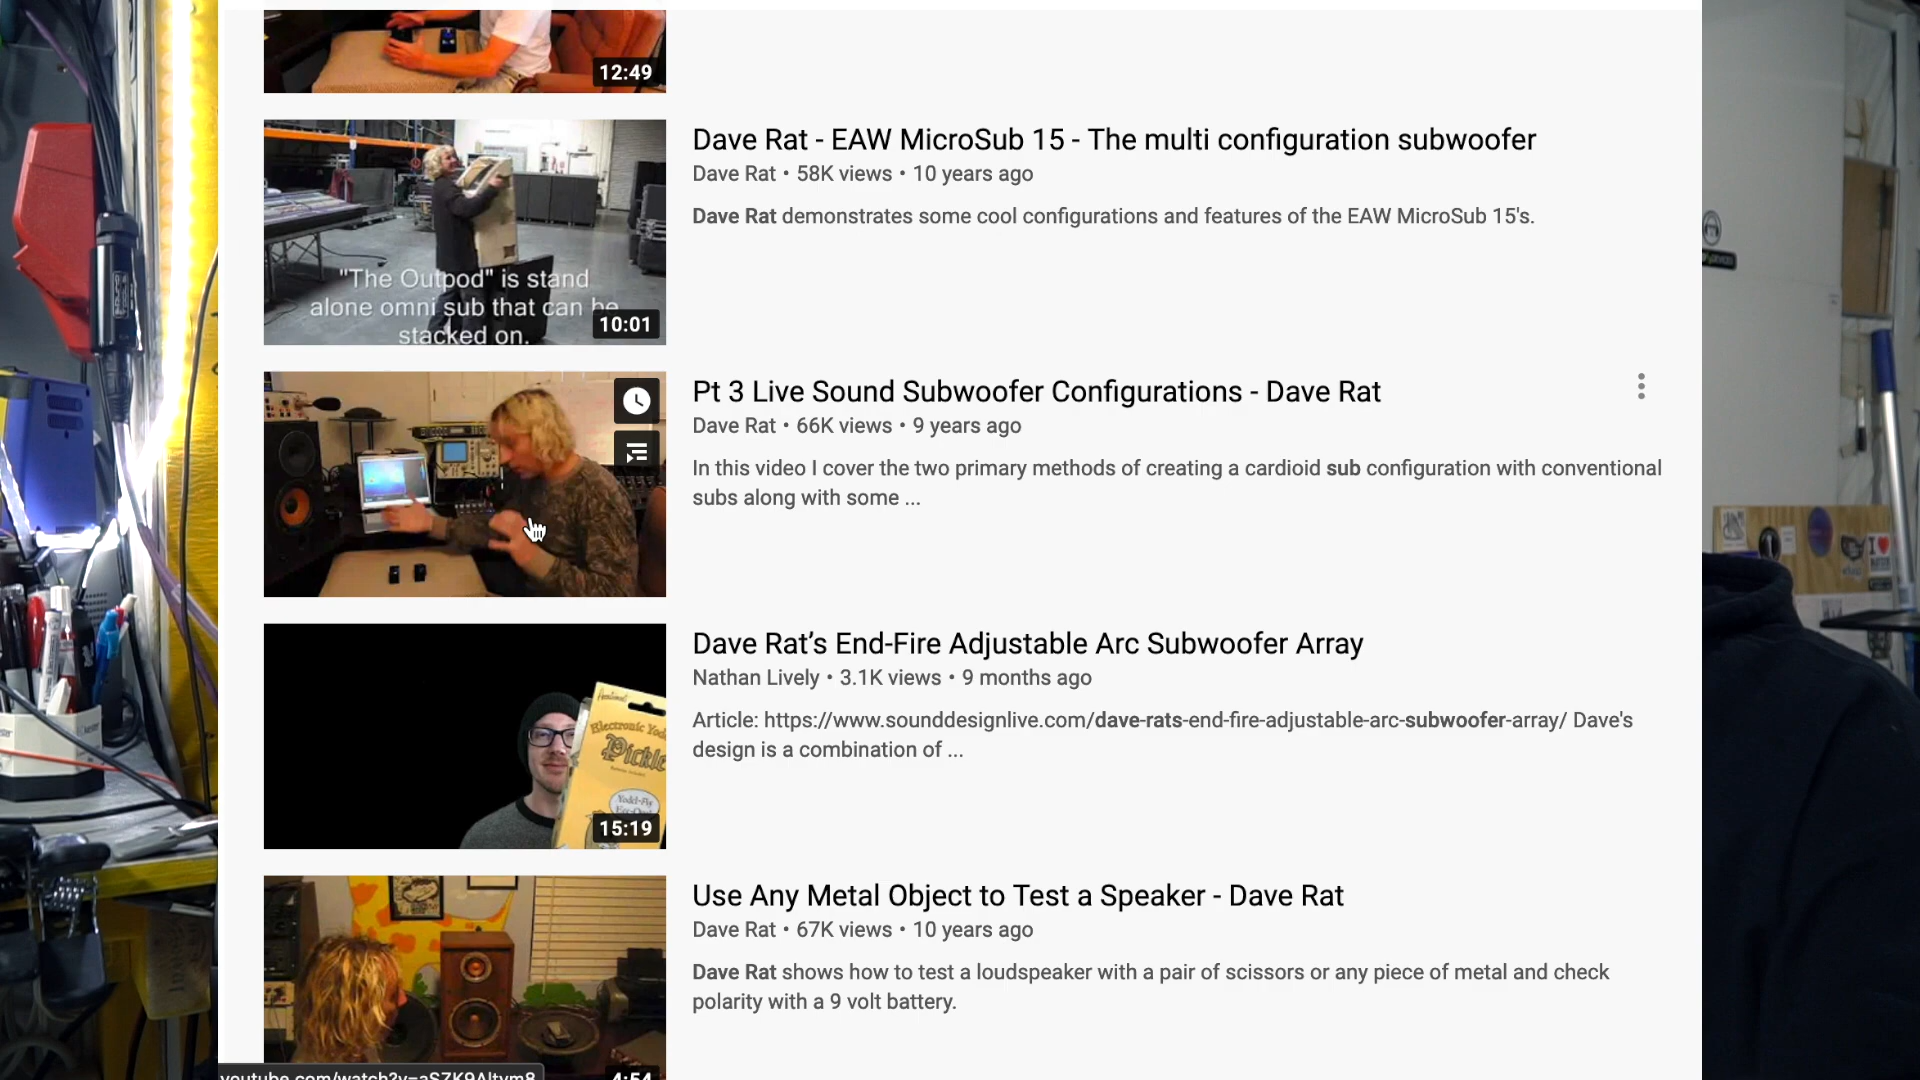 12:49
Dave Rat - EAW MicroSub 15 - The multi configuration subwoofer
Dave Rat • 58K views • 10 years ago
Dave Rat demonstrates some cool configurations and features of the EAW MicroSub 15's.
"The Outpod" is stand
alone omni sub that can be
stacked on.
10:01
Pt 3 Live Sound Subwoofer Configurations - Dave Rat
Dave Rat • 66K views • 9 years ago
In this video I cover the two primary methods of creating a cardioid sub configuration with conventional
subs along with some ...
Dave Rat’s End-Fire Adjustable Arc Subwoofer Array
Nathan Lively • 3.1K views • 9 months ago
Article: https://www.sounddesignlive.com/dave-rats-end-fire-adjustable-arc-subwoofer-array/ Dave's
design is a combination of ...
Electronic
Pickle
15:19
Use Any Metal Object to Test a Speaker - Dave Rat
Dave Rat • 67K views • 10 years ago
Dave Rat shows how to test a loudspeaker with a pair of scissors or any piece of metal and check
polarity with a 9 volt battery.
4:54